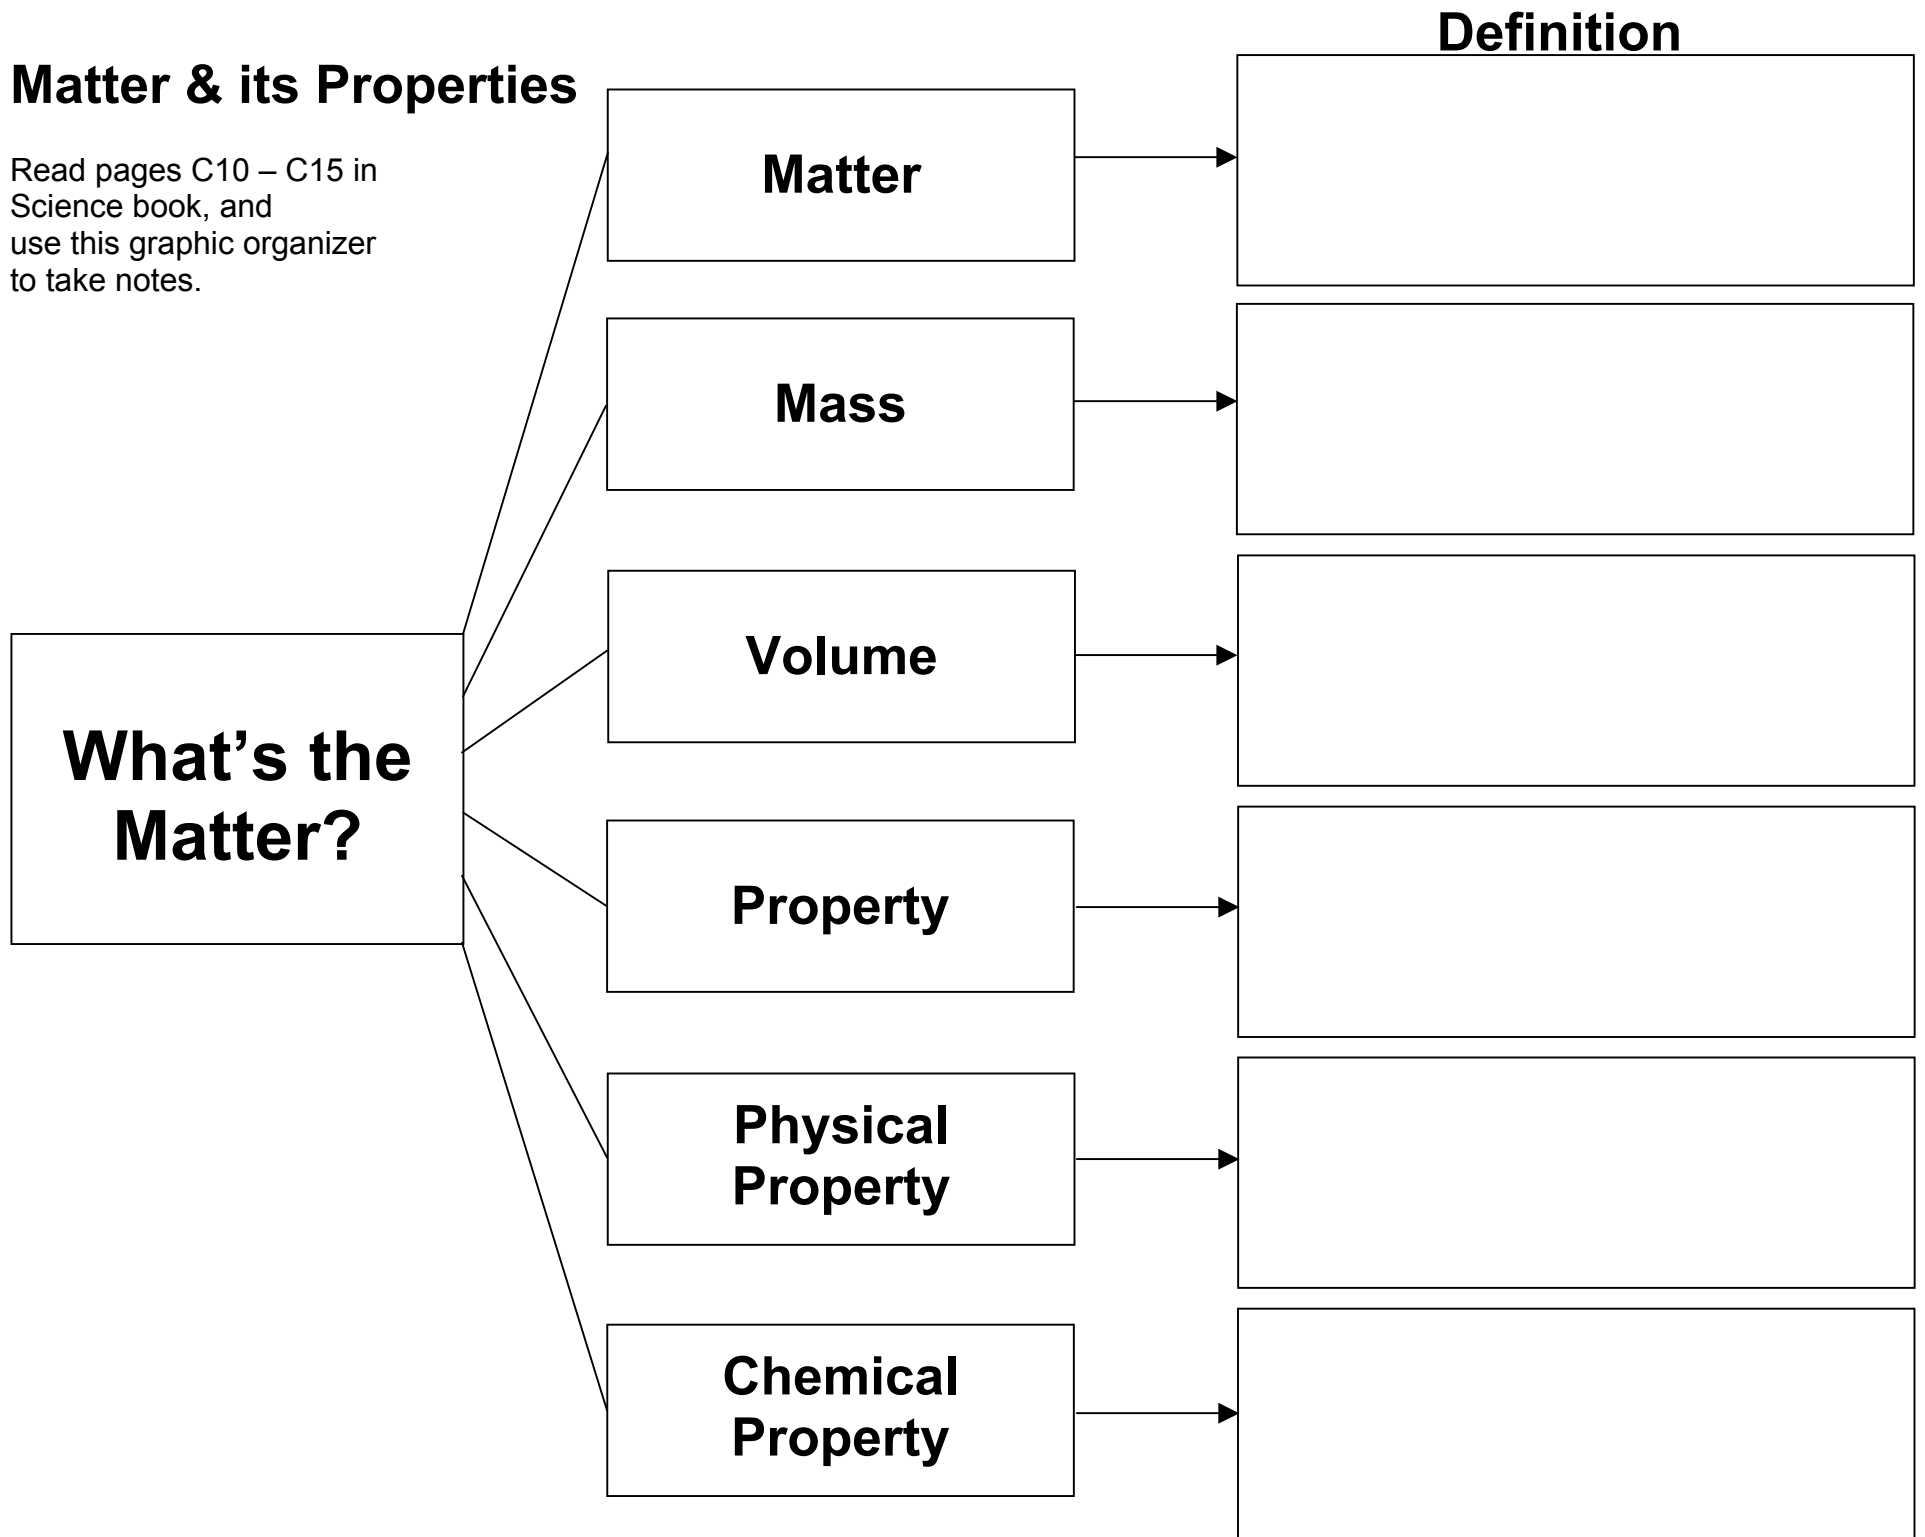 Definition
Matter & its Properties
Read pages C10 – C15 in
Science book, and
use this graphic organizer
to take notes.
Matter
Mass
Volume
What’s the
Matter?
Property
Physical
Property
Chemical
Property